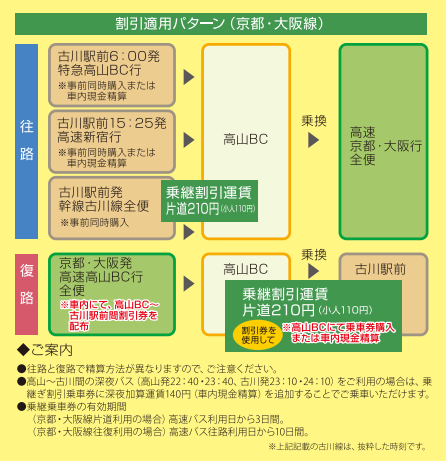 割引適用パターン（京都・大阪線）
往路
古川駅前6：00発
特急高山BC行
※事前同時購入または
車内現金精算
古川駅前15：25発
高速新宿行
※事前同時購入または
車内現金精算
古川駅前発
幹線古川線全便
※事前同時購入
高山BC
乗継割引運賃
片道210円（小人110円）
乗換
高速
京都・大阪行
全便
復路
京都・大阪発
高速高山BC行
全便
※車内にて、高山BC～
古川駅前間割引券を
配布
高山BC
乗換
古川駅前
乗継割引運賃
片道210円（小人110円）
割引券を
使用して
※高山BCにて乗車券購入
または車内現金精算
◆ご案内
●往路と復路で精算方法が異なりますので、ご注意ください。
●高山～古川間の深夜バス（高山発22：40・23：40、古川発23：10・24：10）をご利用の場合は、乗
継ぎ割引乗車券に深夜加算運賃140円（車内現金精算）を追加することでご乗車いただけます。
●乗継乗車券の有効期間
（京都・大阪線片道利用の場合）高速バス利用日から3日間。
（京都・大阪線往復利用の場合）高速バス往路利用日から10日間。
※上記記載の古川線は、抜粋した時刻です。